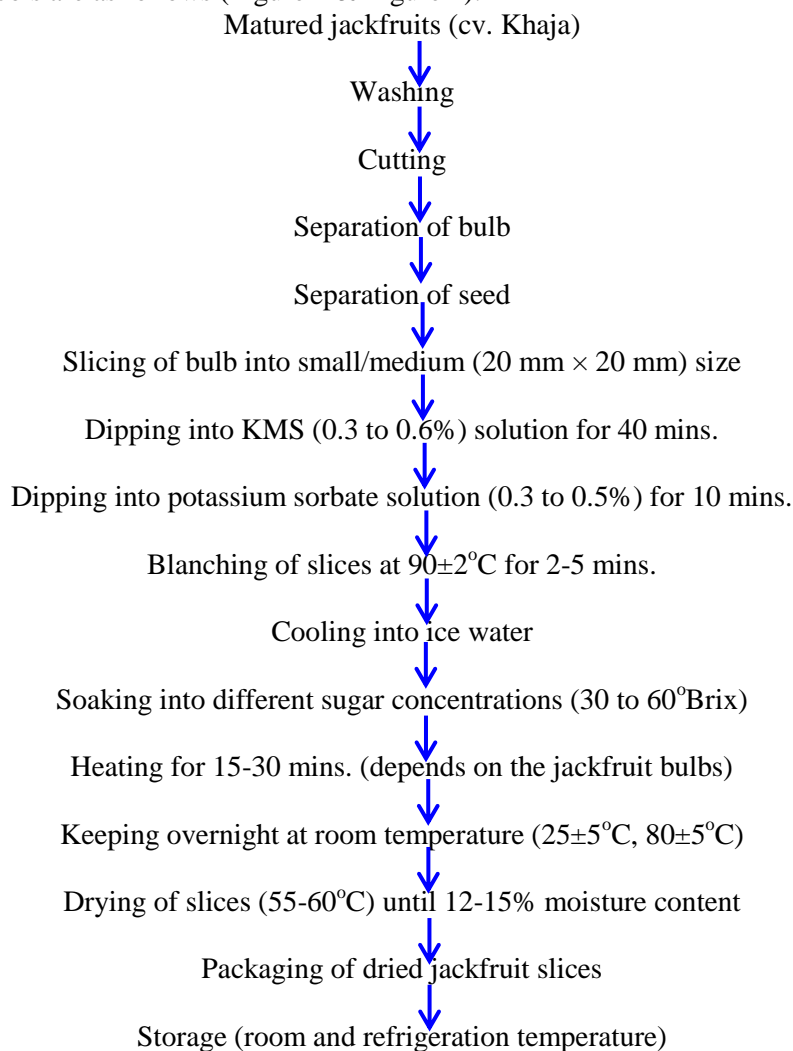 Matured jackfruits (cv. Khaja)
Washing
Cutting
Separation of bulb
Separation of seed
Slicing of bulb into small/medium (20 mm × 20 mm) size
Dipping into KMS (0.3 to 0.6%) solution for 40 mins.
Dipping into potassium sorbate solution (0.3 to 0.5%) for 10 mins.
Blanching of slices at 90±2°C for 2-5 mins.
Cooling into ice water
Soaking into different sugar concentrations (30 to 60°Brix)
Heating for 15-30 mins. (depends on the jackfruit bulbs)
Keeping overnight at room temperature (25±5°C, 80±5°C)
Drying of slices (55-60°C) until 12-15% moisture content
Packaging of dried jackfruit slices
Storage (room and refrigeration temperature)